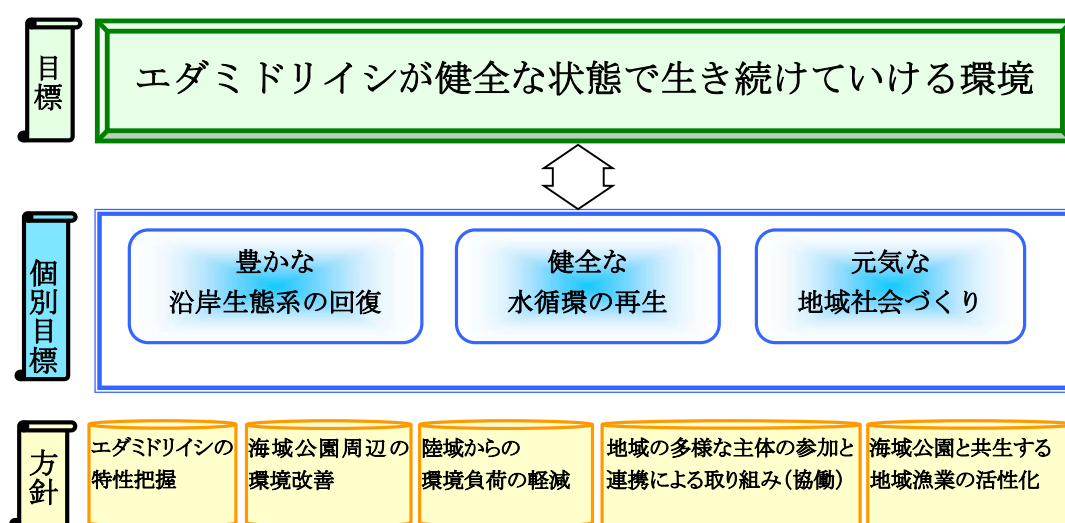 目標
エダミドリイシが健全な状態で生き続けていける環境
個別目標
豊かな
沿岸生態系の回復
健全な
水循環の再生
元気な
地域社会づくり
方針
エダミドリイシの
特性把握
海域公園周辺の
環境改善
陸域からの
環境負荷の軽減
地域の多様な主体の参加と
連携による取り組み（協働）
海域公園と共生する
地域漁業の活性化